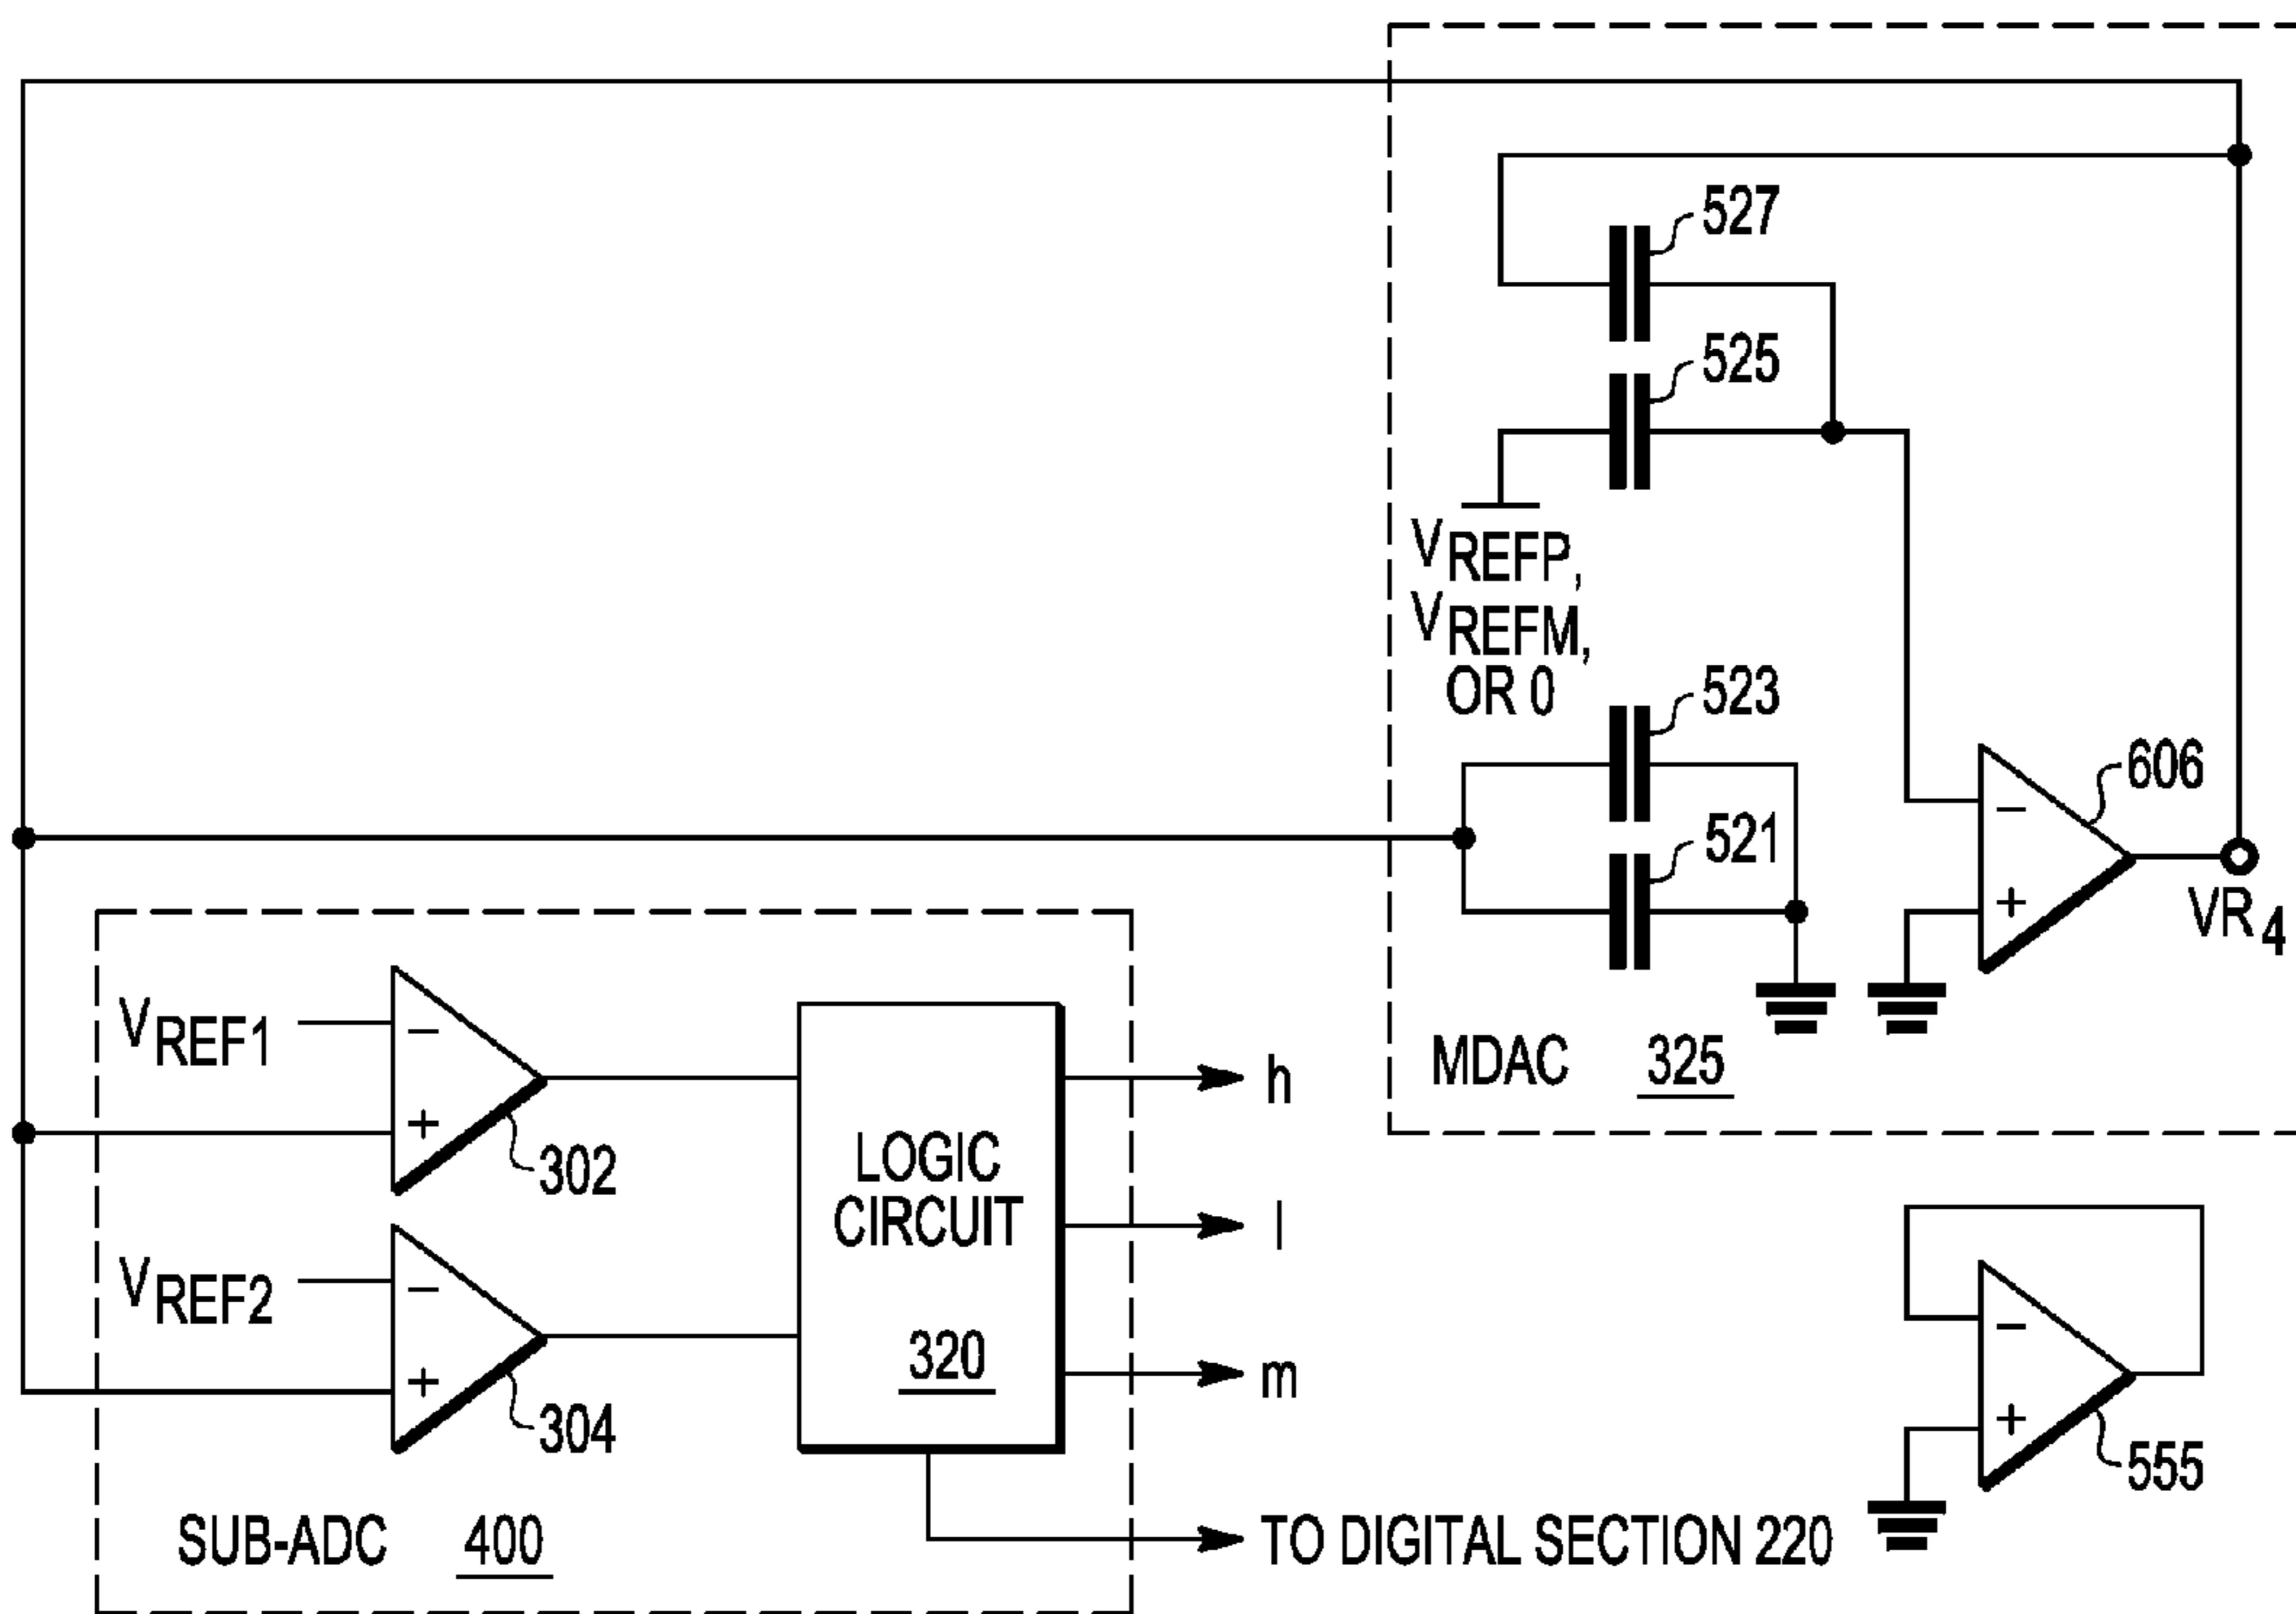 527
525
VREFP,
VREFM,
OR 0
523
521
606
−
+
VR4
MDAC 325
VREF1
−
+
302
VREF2
−
+
304
LOGIC
CIRCUIT
320
h
l
m
SUB-ADC 400
TO DIGITAL SECTION 220
−
+
555